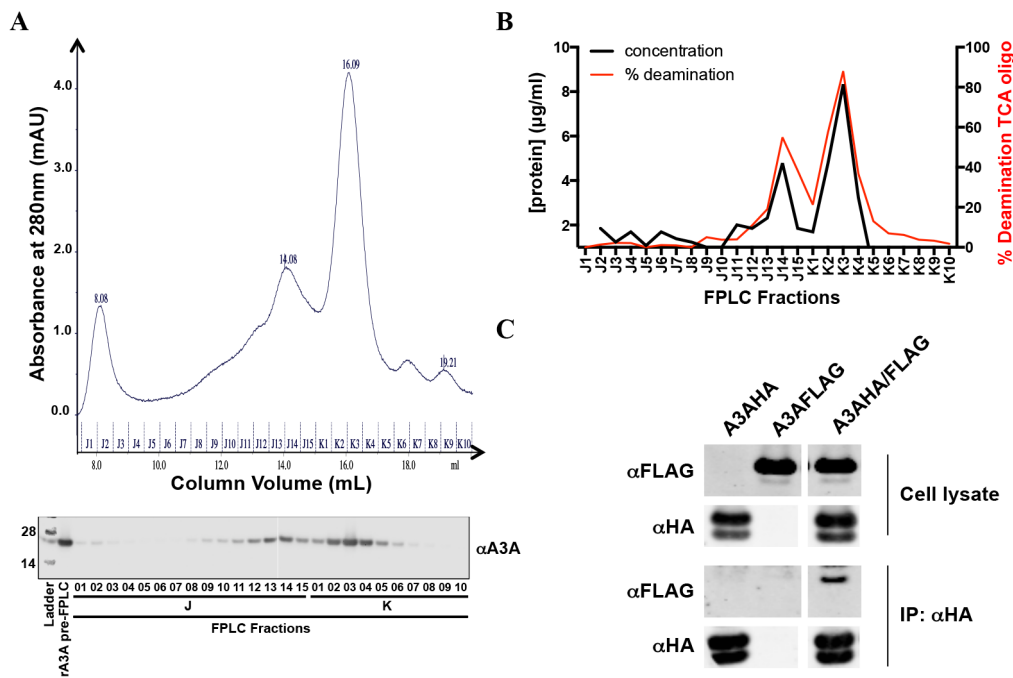 A
Absorbance at 280nm (mAU)
4.0
3.0
2.0
1.0
0.0
8.08
14.08
16.09
19.21
J1 J2 J3 J4 J5 J6 J7 J8 J9 J10 J11 J12 J13 J14 J15 K1 K2 K3 K4 K5 K6 K7 K8 K9 K10
8.0 10.0 12.0 14.0 16.0 18.0 ml
Column Volume (mL)
28
14
αA3A
Ladder
rA3A pre-FPLC
01 02 03 04 05 06 07 08 09 10 11 12 13 14 15 01 02 03 04 05 06 07 08 09 10
J K
FPLC Fractions
B
concentration
% deamination
[protein] (μg/ml)
10
8
6
4
2
100
80
60
40
20
0
% Deamination TCA oligo
J1 J2 J3 J4 J5 J6 J7 J8 J9 J10 J11 J12 J13 J14 J15 K1 K2 K3 K4 K5 K6 K7 K8 K9 K10
FPLC Fractions
C
A3AHA A3AFLAG A3AHA/FLAG
αFLAG
αHA
Cell lysate
αFLAG
αHA
IP: αHA